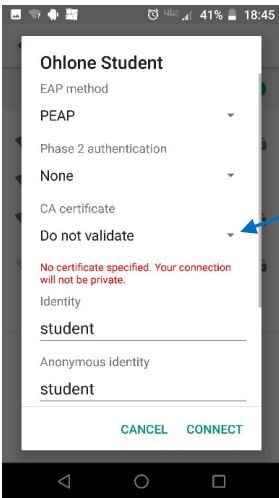 41% 18:45
Ohlone Student
EAP method
PEAP
Phase 2 authentication
None
CA certificate
Do not validate
No certificate specified. Your connection
will not be private.
Identity
student
Anonymous identity
student
CANCEL CONNECT